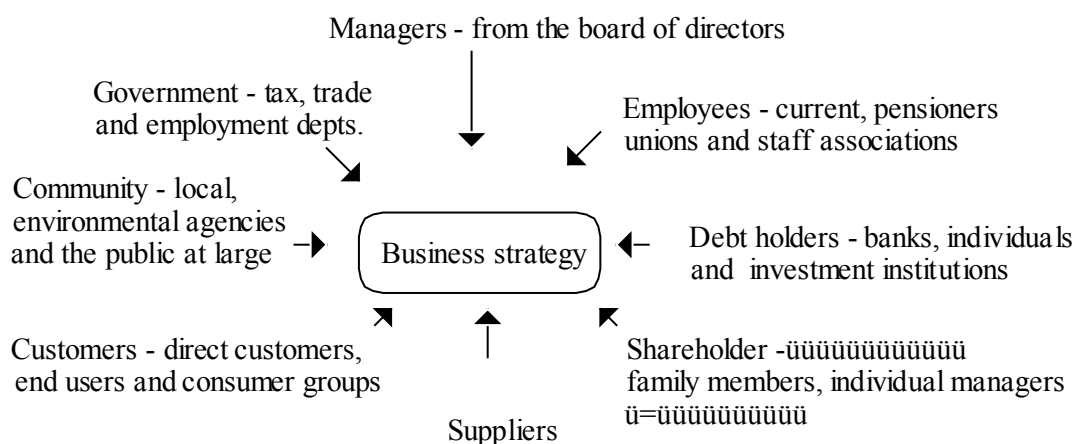 Managers - from the board of directors
Government - tax, trade
and employment depts.
Employees - current, pensioners
unions and staff associations
Community - local,
environmental agencies
and the public at large
Business strategy
Debt holders - banks, individuals
and investment institutions
Customers - direct customers,
end users and consumer groups
Shareholder -üüüüüüüüüüüü
family members, individual managers
ü=üüüüüüüüüü
Suppliers